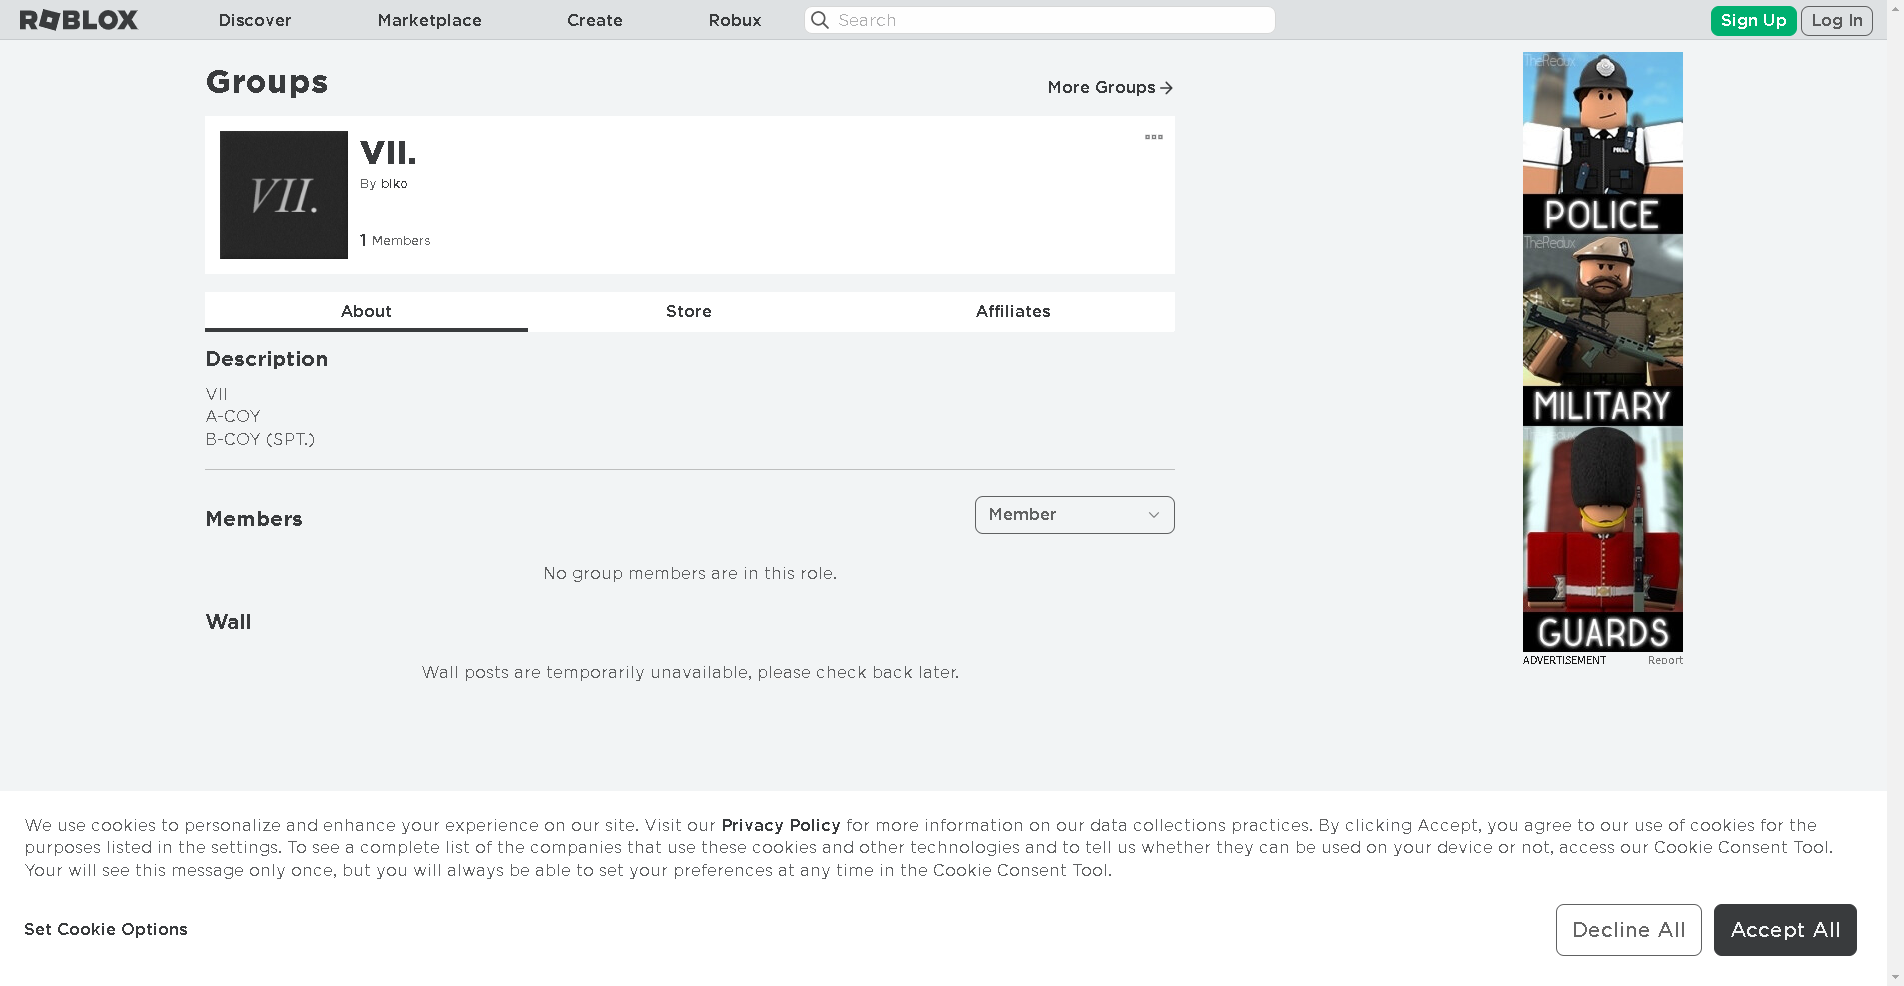 ROBLOX
Discover
Marketplace
Create
Robux
Search
Sign Up
Log In
Groups
More Groups
VII.
VII.
By blko
1 Members
About
Store
Affiliates
Description
VII
A-COY
B-COY (SPT.)
Members
Member
No group members are in this role.
Wall
Wall posts are temporarily unavailable, please check back later.
TheRedux
POLICE
POLICE
TheRedux
MILITARY
TheRedux
GUARDS
ADVERTISEMENT
Report
We use cookies to personalize and enhance your experience on our site. Visit our Privacy Policy for more information on our data collections practices. By clicking Accept, you agree to our use of cookies for the
purposes listed in the settings. To see a complete list of the companies that use these cookies and other technologies and to tell us whether they can be used on your device or not, access our Cookie Consent Tool.
Your will see this message only once, but you will always be able to set your preferences at any time in the Cookie Consent Tool.
Set Cookie Options
Decline All
Accept All